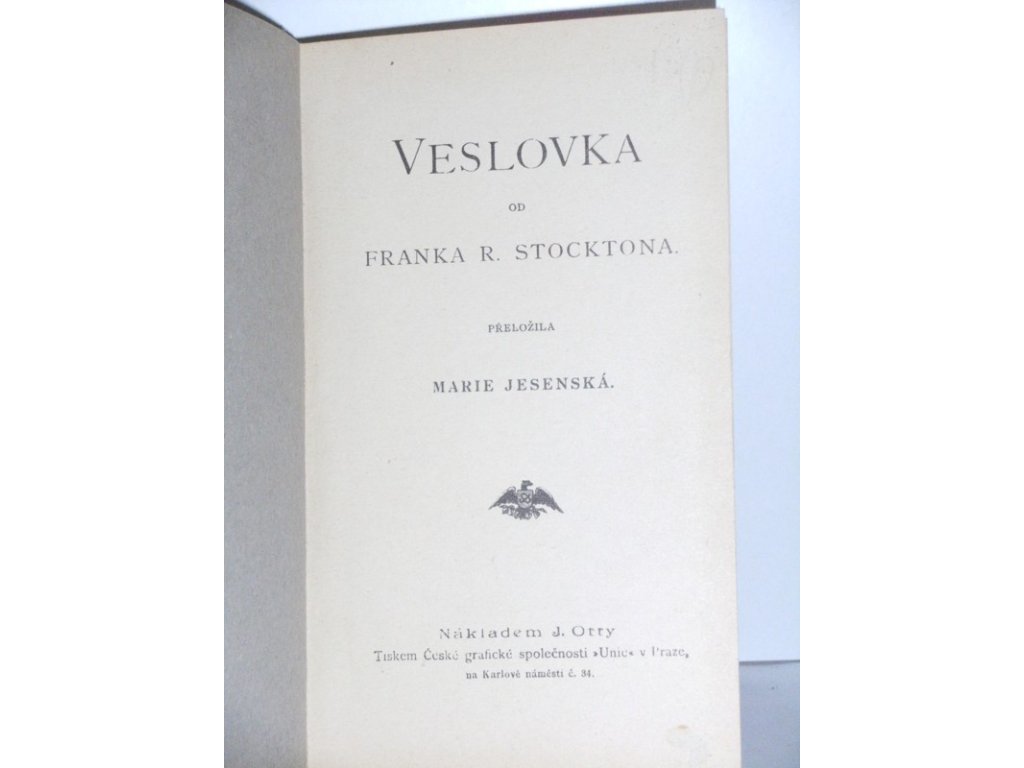 VESLOVKA
OD
FRANKA R. STOCKTONA.
PŘELOŽILA
MARIE JESENSKÁ.
Nákladem J. Otty
Tiskem České grafické společnosti »Unie« v Praze,
na Karlově náměstí č. 34.